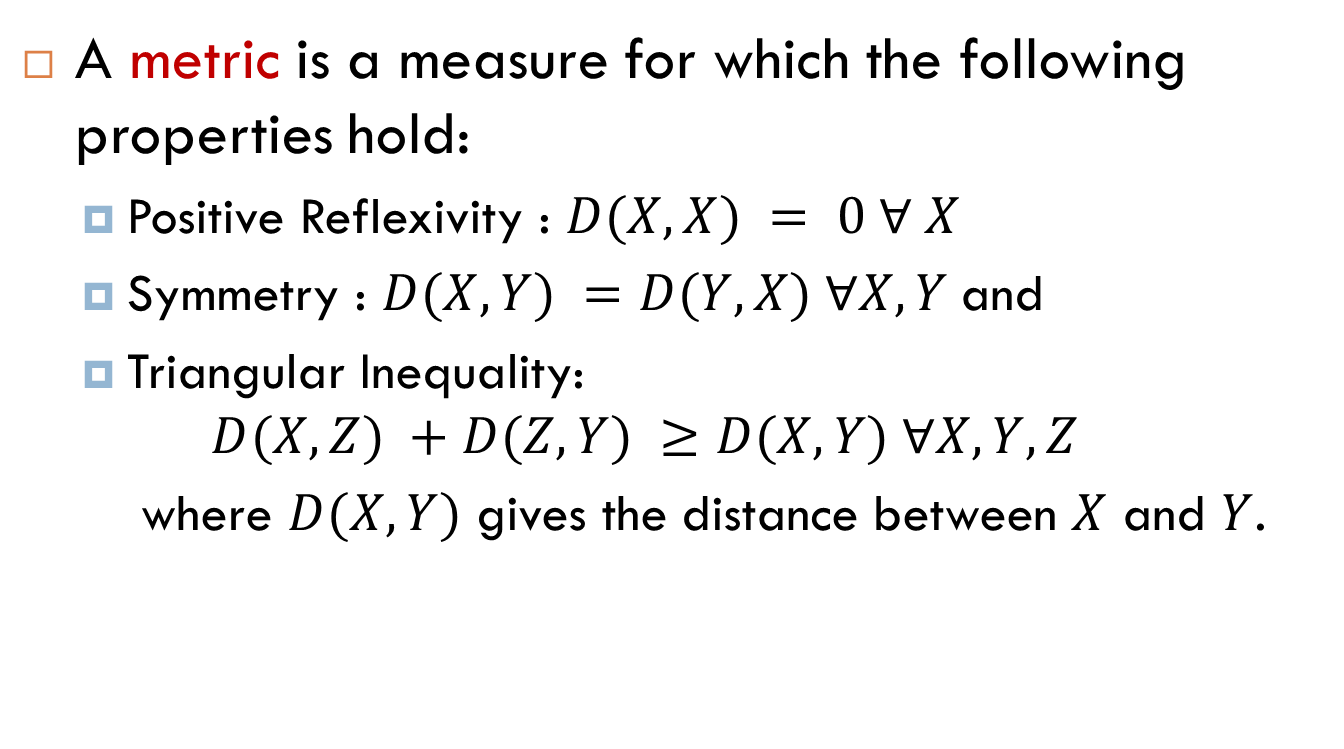 A metric is a measure for which the following
properties hold:
Positive Reflexivity : D(X, X) = 0 ∀ X
Symmetry : D(X, Y) = D(Y, X) ∀X, Y and
Triangular Inequality:
D(X, Z) + D(Z, Y) ≥ D(X, Y) ∀X, Y, Z
where D(X, Y) gives the distance between X and Y.